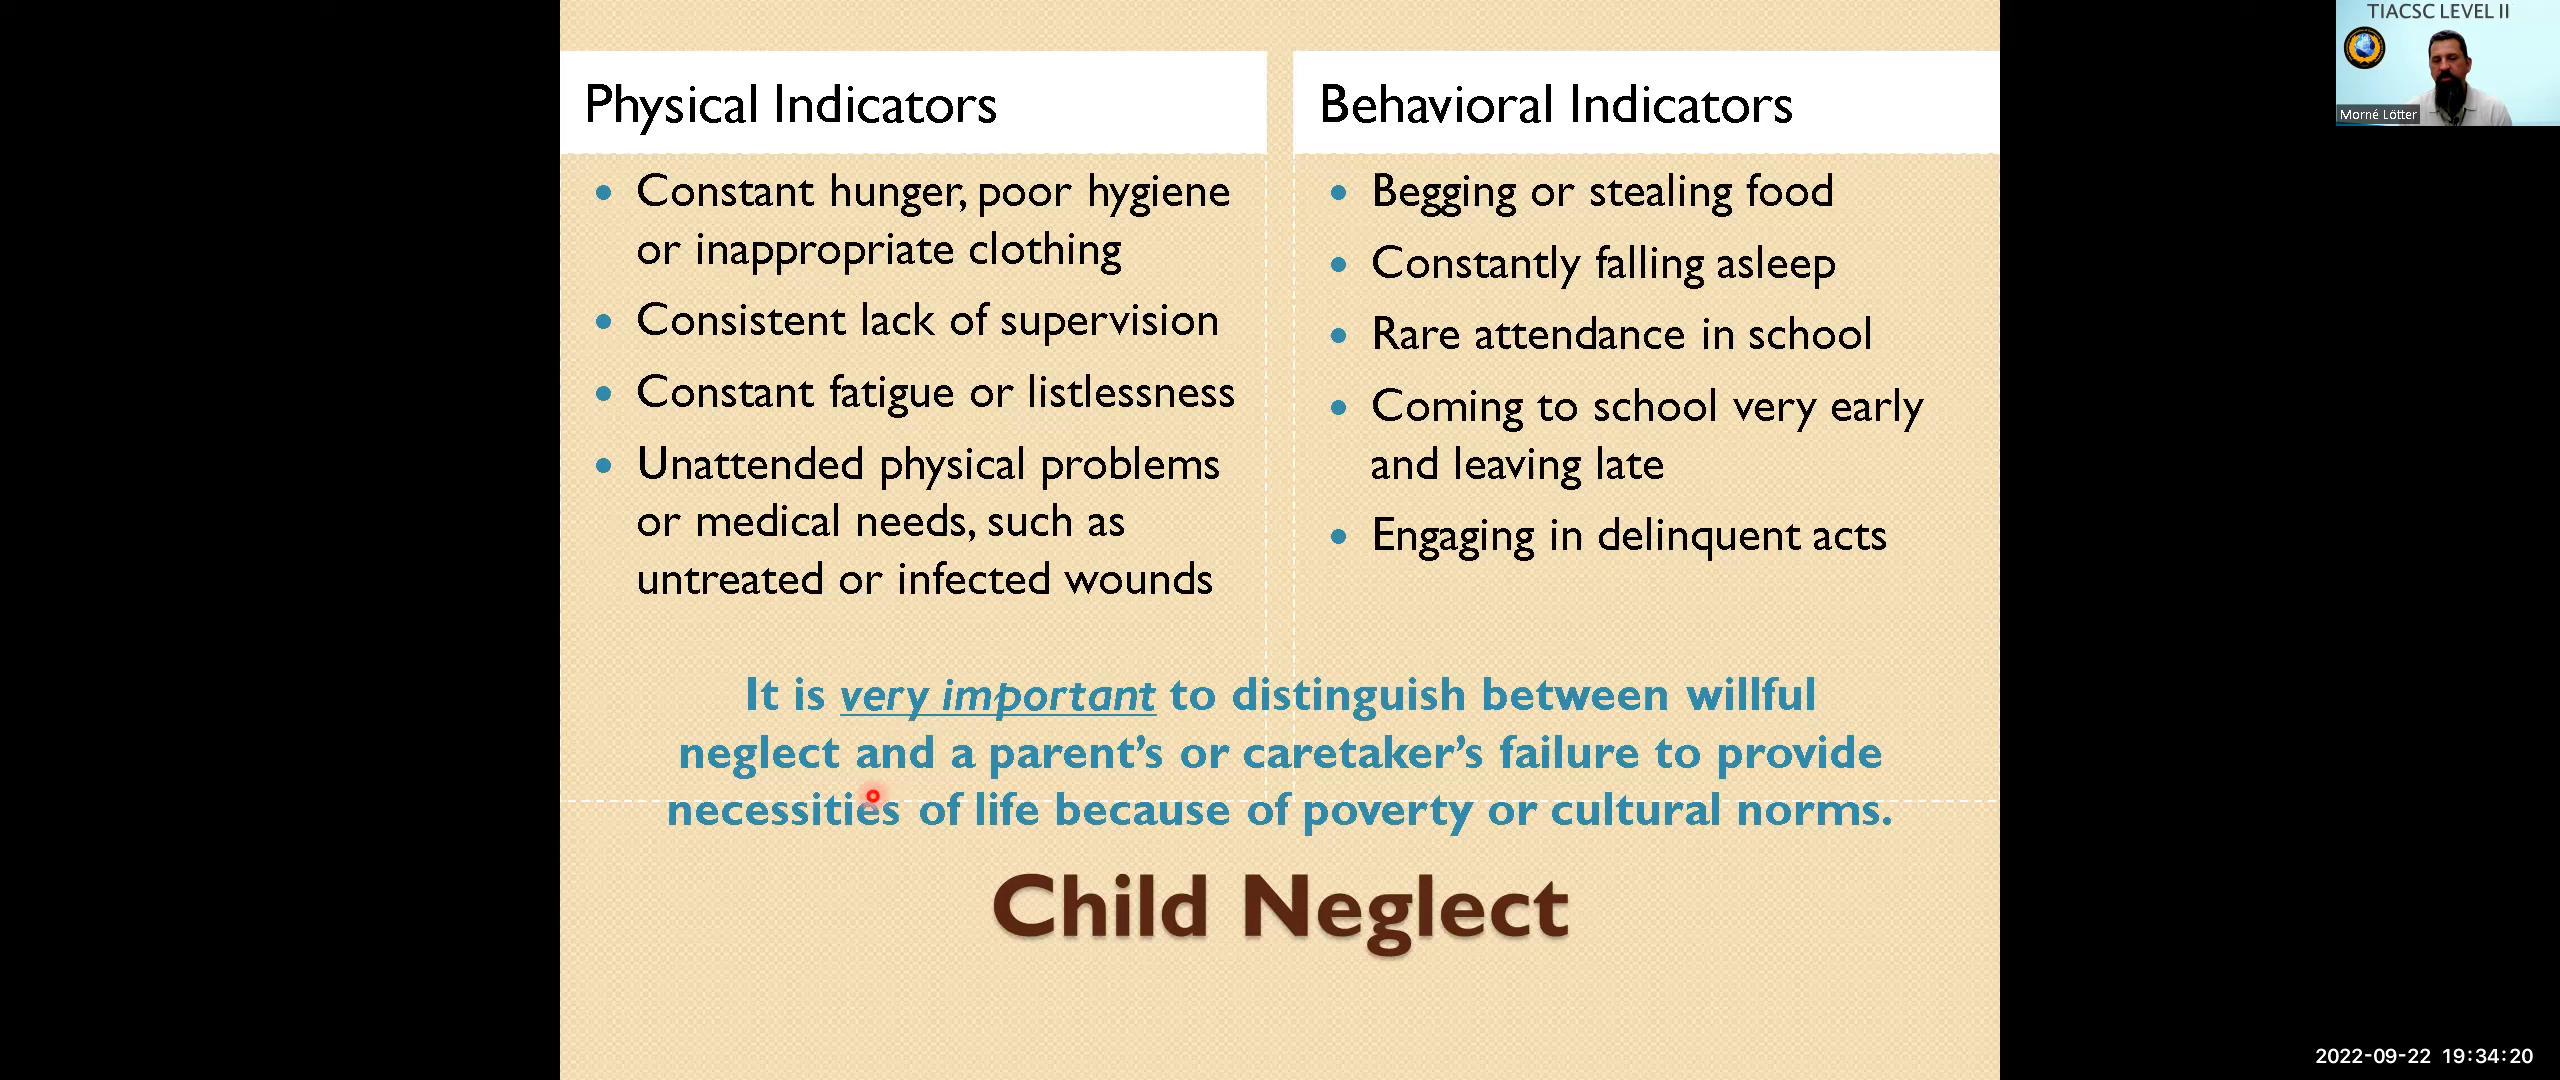 Physical Indicators
Constant hunger, poor hygiene
or inappropriate clothing
Consistent lack of supervision
Constant fatigue or listlessness
Unattended physical problems
or medical needs, such as
untreated or infected wounds
Behavioral Indicators
Begging or stealing food
Constantly falling asleep
Rare attendance in school
Coming to school very early
and leaving late
Engaging in delinquent acts
It is very important to distinguish between willful
neglect and a parent’s or caretaker’s failure to provide
necessities of life because of poverty or cultural norms.
Child Neglect
TIACSC LEVEL II
Morné Lötter
2022-09-22 19:34:20